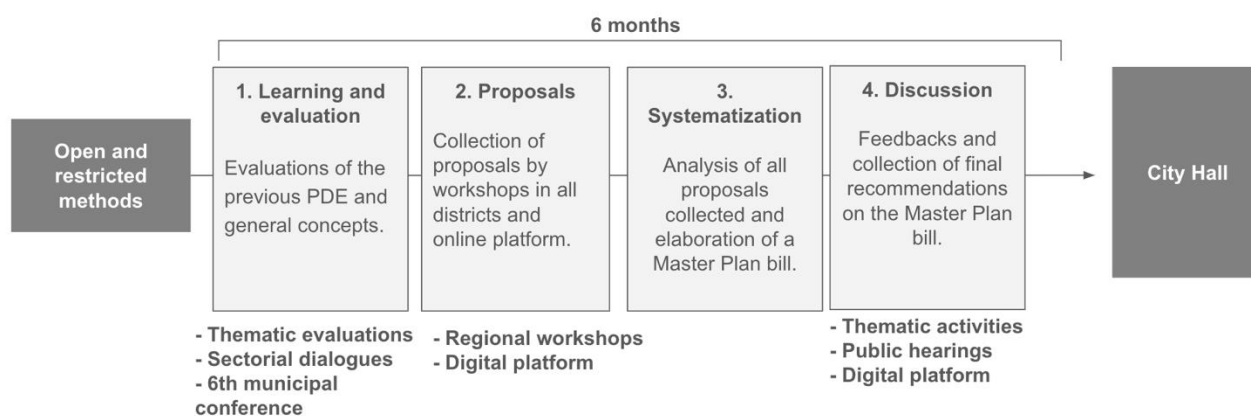 6 months
Open and
restricted
methods
1. Learning and
evaluation
Evaluations of the
previous PDE and
general concepts.
- Thematic evaluations
- Sectorial dialogues
- 6th municipal
conference
2. Proposals
Collection of
proposals by
workshops in all
districts and
online platform.
- Regional workshops
- Digital platform
3.
Systematization
Analysis of all
proposals
collected and
elaboration of a
Master Plan bill.
4. Discussion
Feedbacks and
collection of final
recommendations
on the Master Plan
bill.
- Thematic activities
- Public hearings
- Digital platform
City Hall